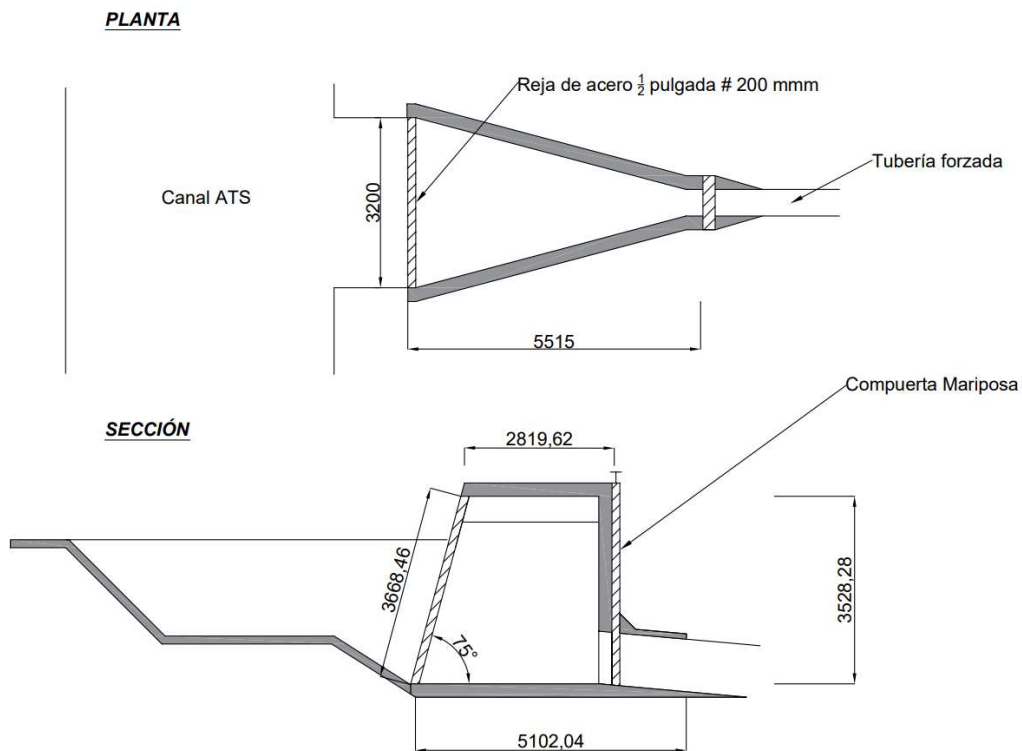 PLANTA
Reja de acero 1/2 pulgada # 200 mmm
Tubería forzada
Canal ATS
3200
5515
Compuerta Mariposa
SECCIÓN
2819,62
3668,46
3528,28
75°
5102,04